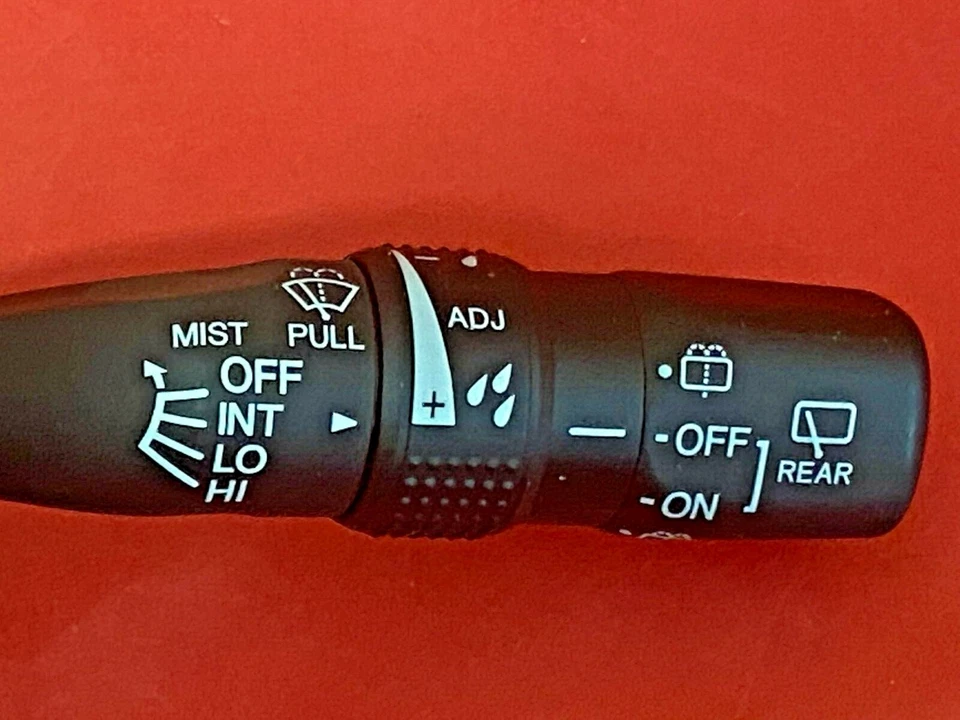 MIST PULL
OFF
INT
LO
HI
−
ADJ
+
-OFF
-ON
REAR